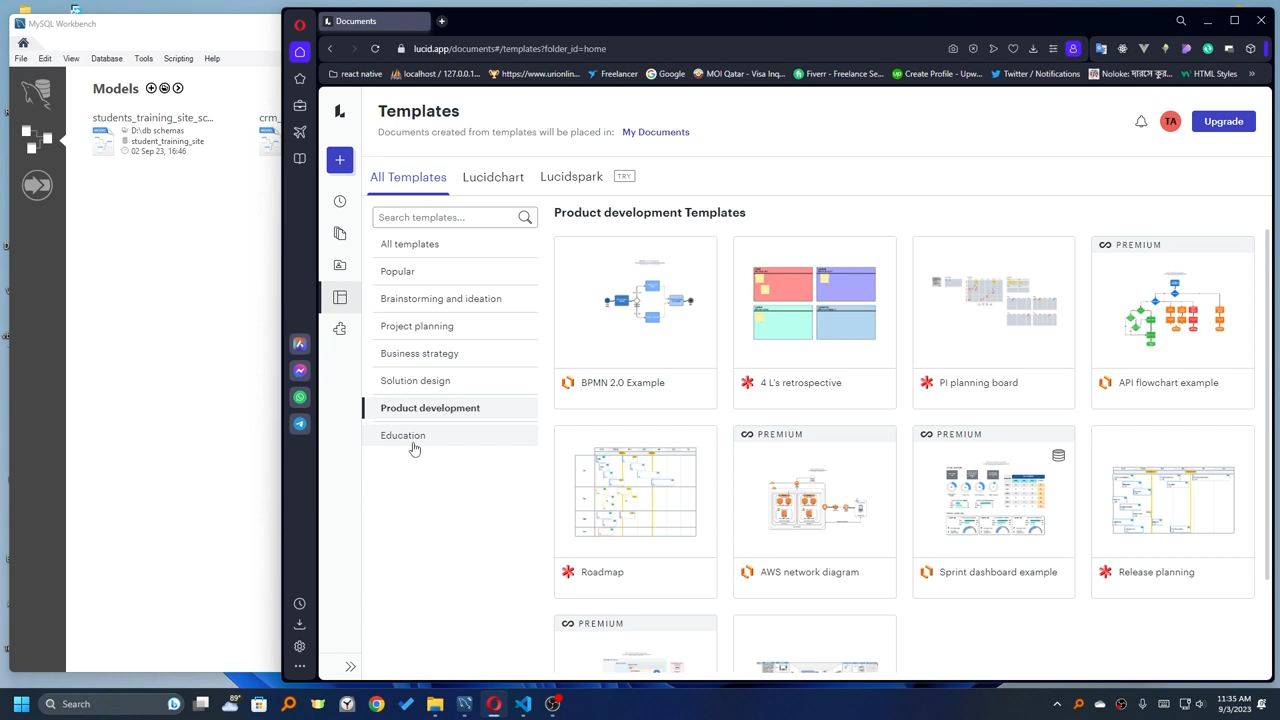 MySQL Workbench
File Edit View Database Tools Scripting Help
Models
students_training_site_sc...
D:\db schemas
student_training_site
02 Sep 23, 16:46
crm_
Documents
lucid.app/documents#/templates?folder_id=home
react native
localhost / 127.0.0.1...
https://www.urionlin...
Freelancer
Google
MOI Qatar - Visa Inq...
Fiverr - Freelance Se...
Create Profile - Upw...
Twitter / Notifications
HTML Styles
Templates
Documents created from templates will be placed in: My Documents
TA
Upgrade
All Templates
Lucidchart
Lucidspark
TRY
Search templates...
All templates
Popular
Brainstorming and ideation
Project planning
Business strategy
Solution design
Product development
Education
Product development Templates
PREMIUM
BPMN 2.0 Example
4 L's retrospective
PI planning board
API flowchart example
PREMIUM
PREMIUM
Roadmap
AWS network diagram
Sprint dashboard example
Release planning
PREMIUM
Search
89°
11:35 AM
9/3/2023